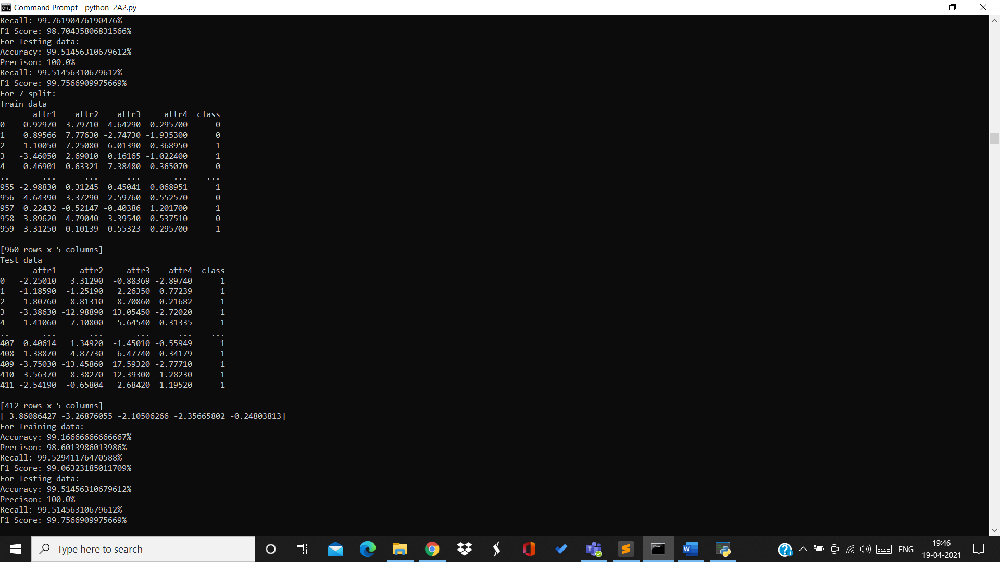 Command Prompt - python  2A2.py
Recall: 99.76190476190476%
F1 Score: 98.70435806831566%
For Testing data:
Accuracy: 99.51456310679612%
Precison: 100.0%
Recall: 99.51456310679612%
F1 Score: 99.7566909975669%
For 7 split:
Train data
       attr1    attr2    attr3     attr4  class
0    0.92970 -3.79710  4.64290 -0.295700      0
1    0.89566  7.77630 -2.74730 -1.935300      0
2   -1.10050 -7.25080  6.01390  0.368950      1
3   -3.46050  2.69010  0.16165 -1.022400      1
4    0.46901 -0.63321  7.38480  0.365070      0
..       ...      ...      ...       ...    ...
955 -2.98830  0.31245  0.45041  0.068951      1
956  4.64390 -3.37290  2.59760  0.552570      0
957  0.22432 -0.52147 -0.40386  1.201700      1
958  3.89620 -4.79040  3.39540 -0.537510      0
959 -3.31250  0.10139  0.55323 -0.295700      1
[960 rows x 5 columns]
Test data
       attr1     attr2     attr3    attr4  class
0   -2.25010   3.31290  -0.88369 -2.89740      1
1   -1.18590  -1.25190   2.26350  0.77239      1
2   -1.80760  -8.81310   8.70860 -0.21682      1
3   -3.38630 -12.98890  13.05450 -2.72020      1
4   -1.41060  -7.10800   5.64540  0.31335      1
..       ...       ...       ...      ...    ...
407  0.40614   1.34920  -1.45010 -0.55949      1
408 -1.38870  -4.87730   6.47740  0.34179      1
409 -3.75030 -13.45860  17.59320 -2.77710      1
410 -3.56370  -8.38270  12.39300 -1.28230      1
411 -2.54190  -0.65804   2.68420  1.19520      1
[412 rows x 5 columns]
[ 3.86086427 -3.26876055 -2.10506266 -2.35665802 -0.24803813]
For Training data:
Accuracy: 99.16666666666667%
Precison: 98.6013986013986%
Recall: 99.52941176470588%
F1 Score: 99.06323185011709%
For Testing data:
Accuracy: 99.51456310679612%
Precison: 100.0%
Recall: 99.51456310679612%
F1 Score: 99.7566909975669%
Type here to search
ENG
19:46
19-04-2021